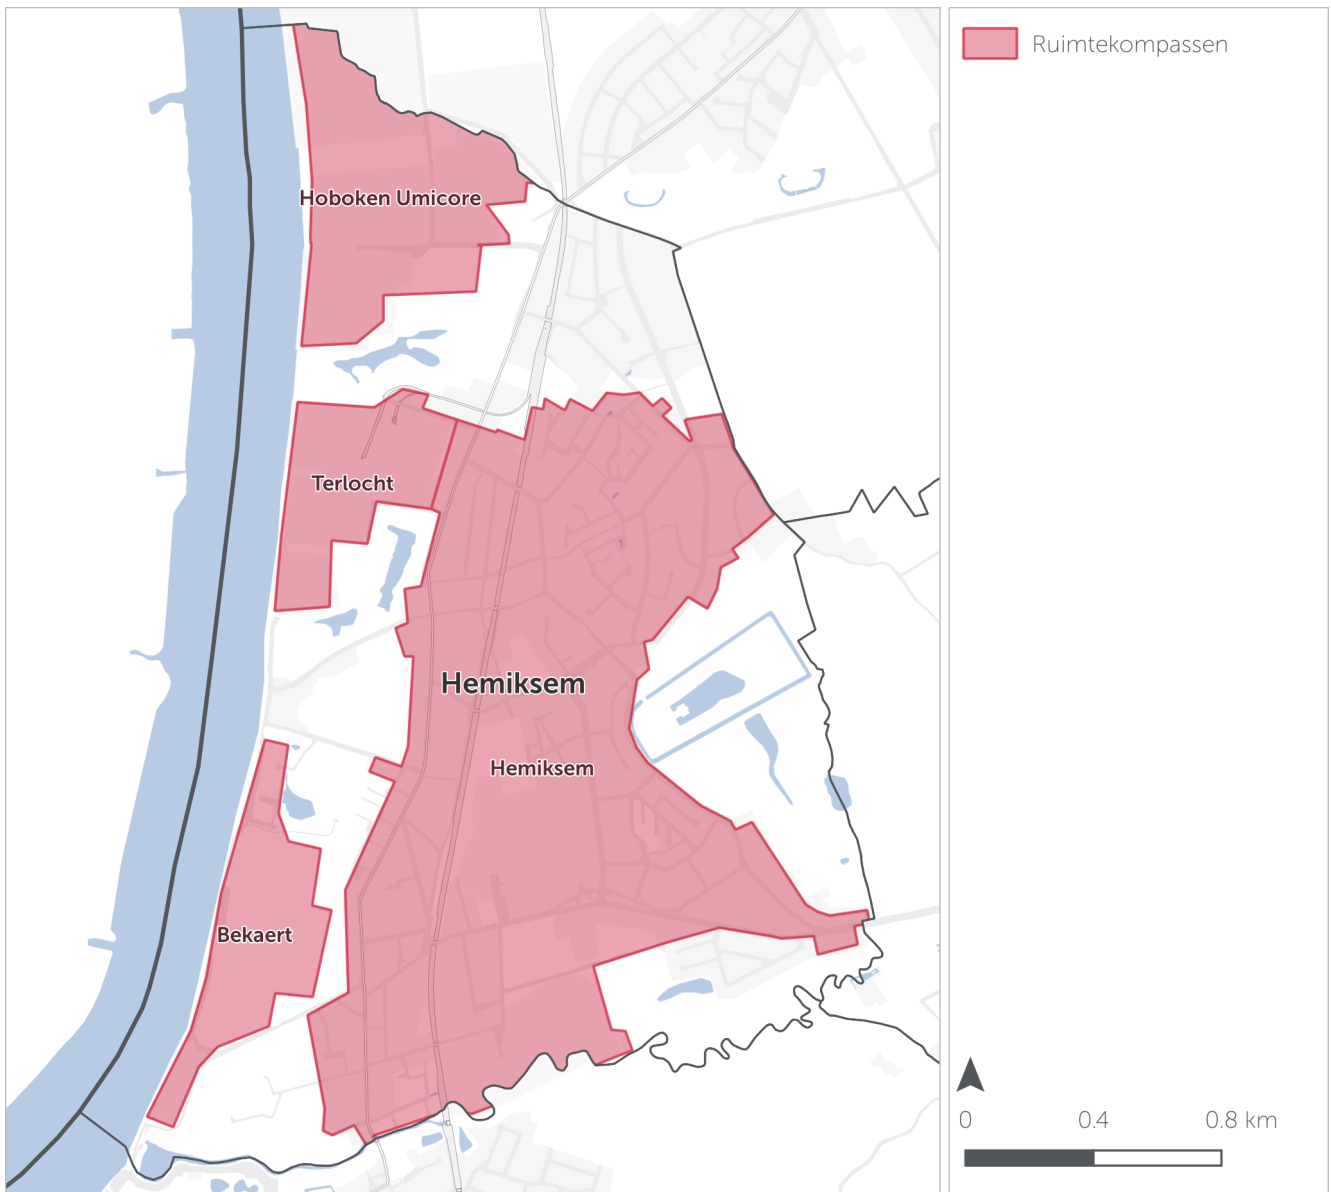 Ruimtekompassen
Hoboken Umicore
Terlocht
Hemiksem
Hemiksem
Bekaert
0 0.4 0.8 km